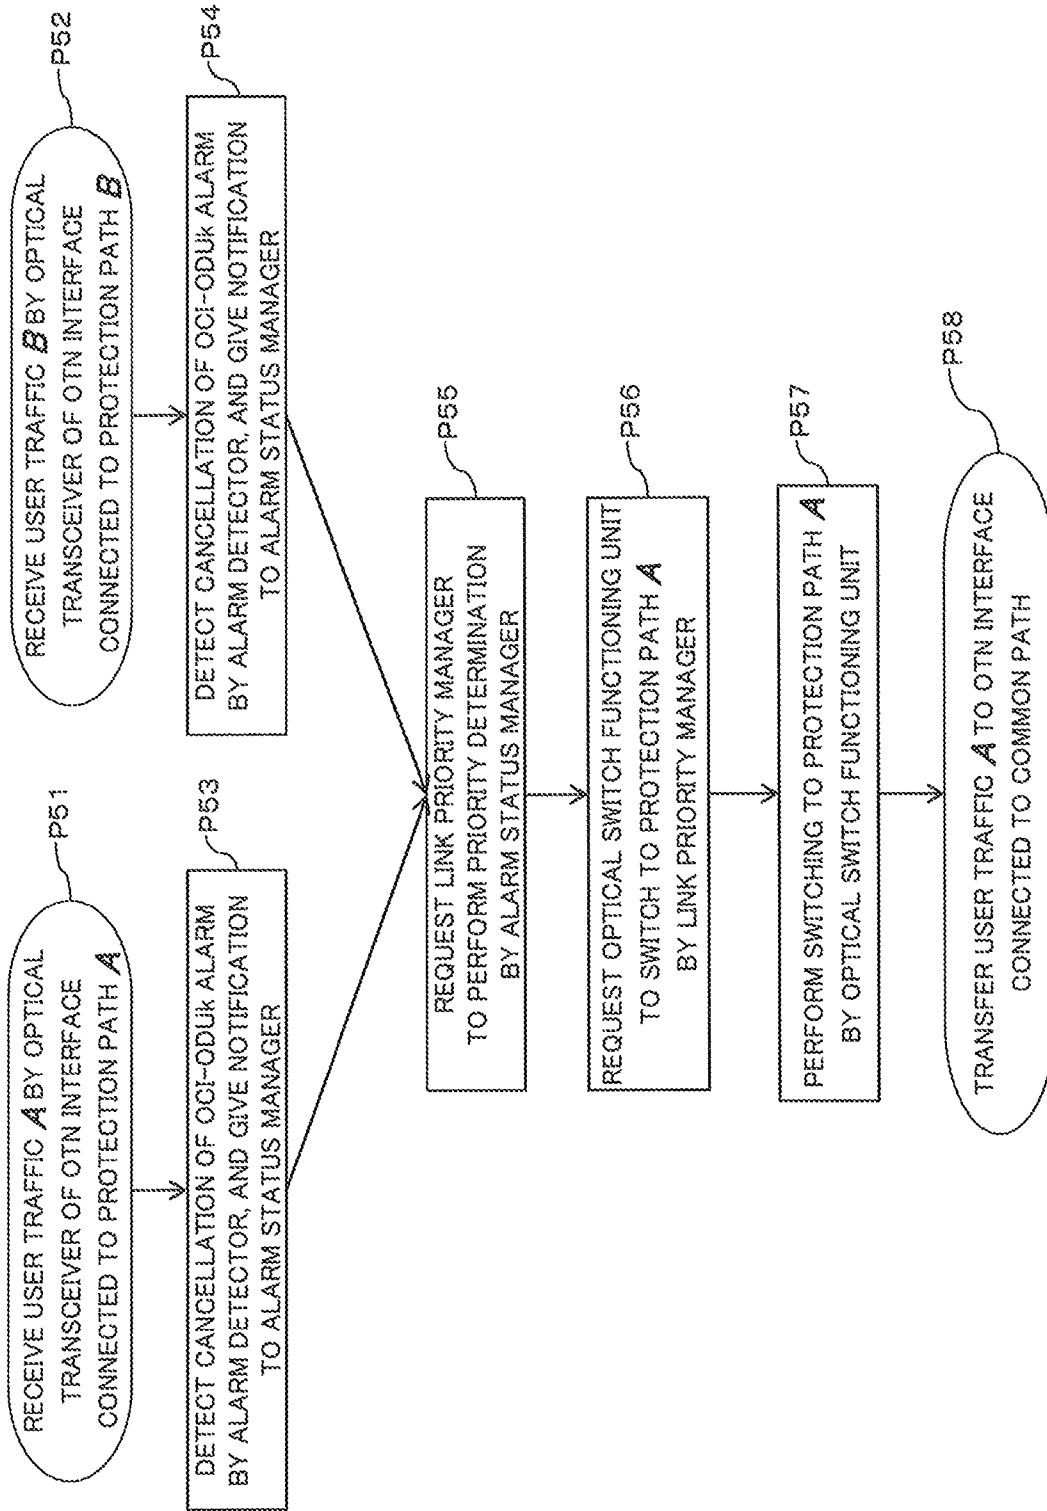 RECEIVE USER TRAFFIC A BY OPTICAL
TRANSCEIVER OF OTN INTERFACE
CONNECTED TO PROTECTION PATH A
P51
RECEIVE USER TRAFFIC B BY OPTICAL
TRANSCEIVER OF OTN INTERFACE
CONNECTED TO PROTECTION PATH B
P52
DETECT CANCELLATION OF OCI-ODUk ALARM
BY ALARM DETECTOR, AND GIVE NOTIFICATION
TO ALARM STATUS MANAGER
P53
DETECT CANCELLATION OF OCI-ODUk ALARM
BY ALARM DETECTOR, AND GIVE NOTIFICATION
TO ALARM STATUS MANAGER
P54
REQUEST LINK PRIORITY MANAGER
TO PERFORM PRIORITY DETERMINATION
BY ALARM STATUS MANAGER
P55
REQUEST OPTICAL SWITCH FUNCTIONING UNIT
TO SWITCH TO PROTECTION PATH A
BY LINK PRIORITY MANAGER
P56
PERFORM SWITCHING TO PROTECTION PATH A
BY OPTICAL SWITCH FUNCTIONING UNIT
P57
TRANSFER USER TRAFFIC A TO OTN INTERFACE
CONNECTED TO COMMON PATH
P58